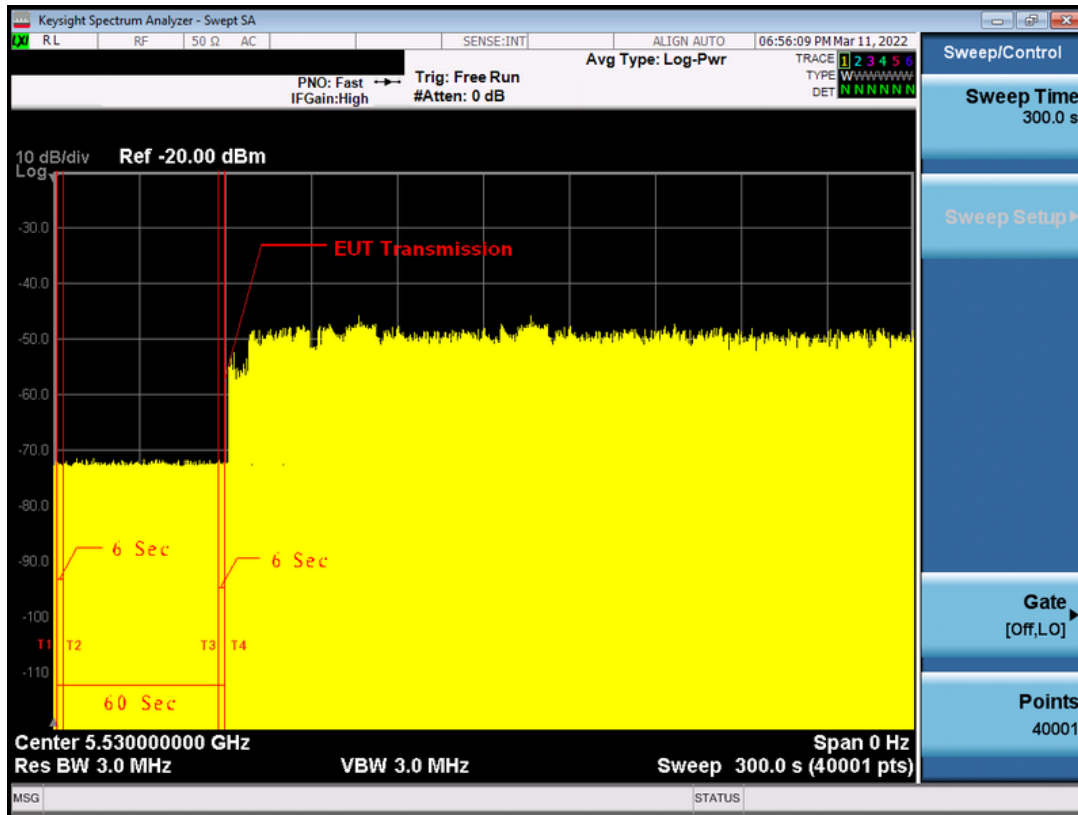 Keysight Spectrum Analyzer - Swept SA
LXI RL RF 50 Ω AC SENSE:INT ALIGN AUTO 06:56:09 PM Mar 11, 2022
Sweep/Control
Avg Type: Log-Pwr TRACE 1 2 3 4 5 6
PNO: Fast Trig: Free Run TYPE WWWWWW
IFGain:High #Atten: 0 dB DET N N N N N N
Sweep Time
300.0 s
10 dB/div Ref -20.00 dBm
Log
Sweep Setup
-30.0
EUT Transmission
-40.0
-50.0
-60.0
-70.0
-80.0
6 Sec
-90.0
6 Sec
-100
Gate
[Off,LO]
T1 T2 T3 T4
-110
60 Sec
Points
40001
Center 5.530000000 GHz Span 0 Hz
Res BW 3.0 MHz VBW 3.0 MHz Sweep 300.0 s (40001 pts)
MSG STATUS